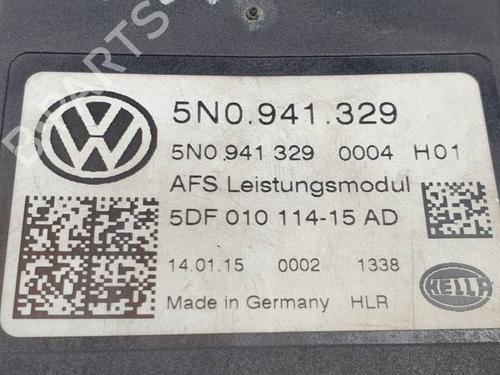 5N0.941.329
5N0.941 329 0004 H01
AFS Leistungsmodul
5DF 010 114-15 AD
14.01.15 0002 1338
Made in Germany HLR
HELLA